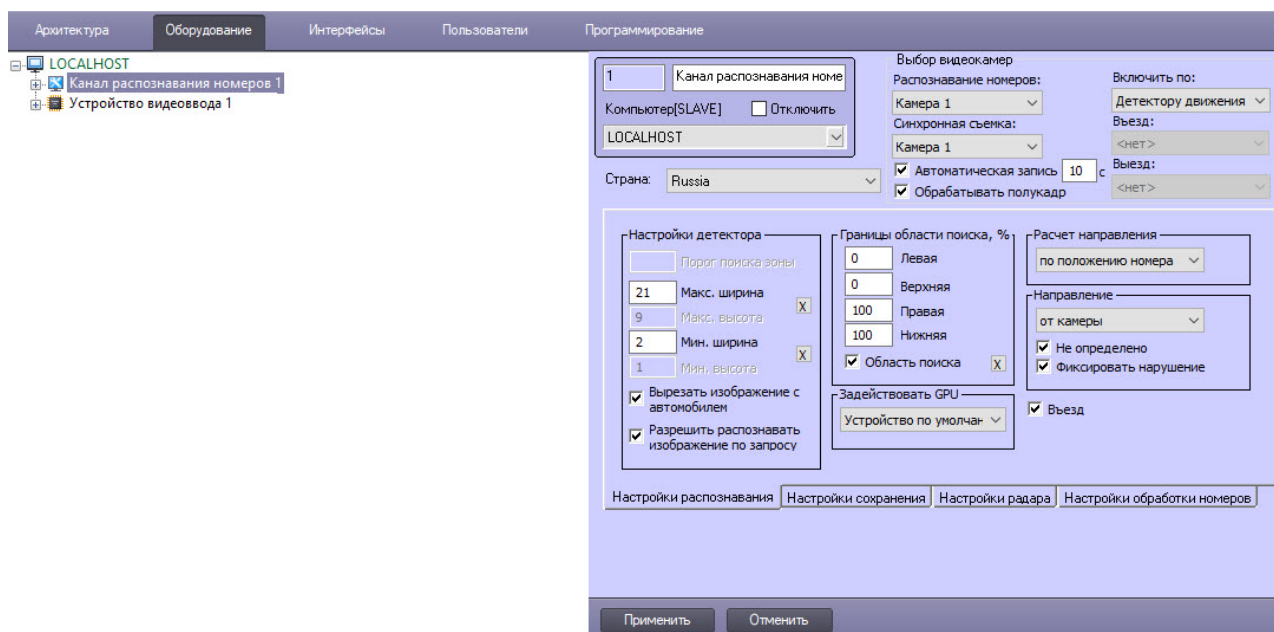 Архитектура Оборудование Интерфейсы Пользователи Программирование
LOCALHOST
Канал распознавания номеров 1
Устройство видеоввода 1
1 Канал распознавания номе
Компьютер[SLAVE] Отключить
LOCALHOST
Страна: Russia
Выбор видеокамер
Распознавание номеров: Включить по:
Камера 1 Детектору движения
Синхронная съемка: Въезд:
Камера 1 <нет>
Автоматическая запись 10 с Выезд:
Обрабатывать полукадр <нет>
Настройки детектора
Порог поиска зоны
21 Макс. ширина
9 Макс. высота X
2 Мин. ширина
1 Мин. высота X
Вырезать изображение с
автомобилем
Разрешить распознавать
изображение по запросу
Границы области поиска, %
0 Левая
0 Верхняя
100 Правая
100 Нижняя
Область поиска X
Задействовать GPU
Устройство по умолчан
Расчет направления
по положению номера
Направление
от камеры
Не определено
Фиксировать нарушение
Въезд
Настройки распознавания Настройки сохранения Настройки радара Настройки обработки номеров
Применить Отменить